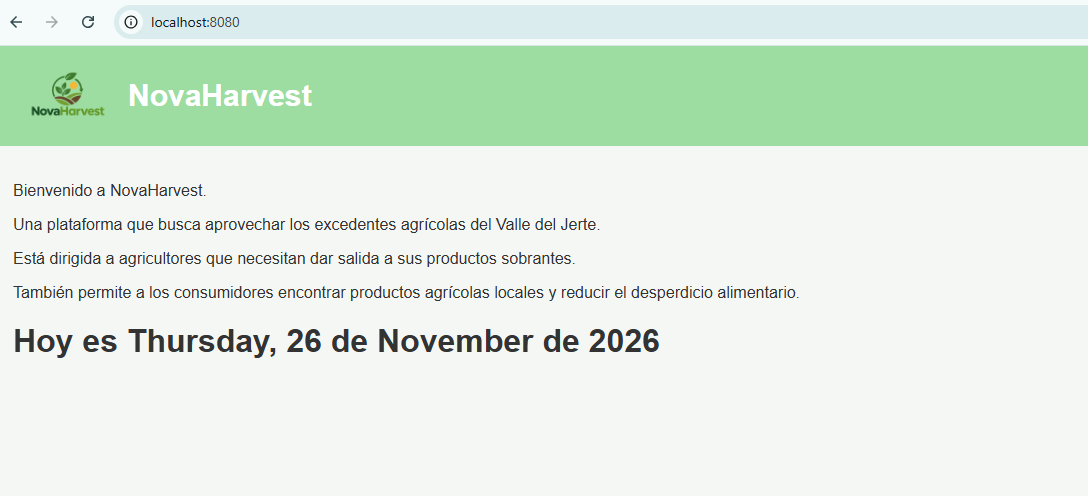 localhost:8080
NovaHarvest
NovaHarvest
Bienvenido a NovaHarvest.
Una plataforma que busca aprovechar los excedentes agrícolas del Valle del Jerte.
Está dirigida a agricultores que necesitan dar salida a sus productos sobrantes.
También permite a los consumidores encontrar productos agrícolas locales y reducir el desperdicio alimentario.
Hoy es Thursday, 26 de November de 2026